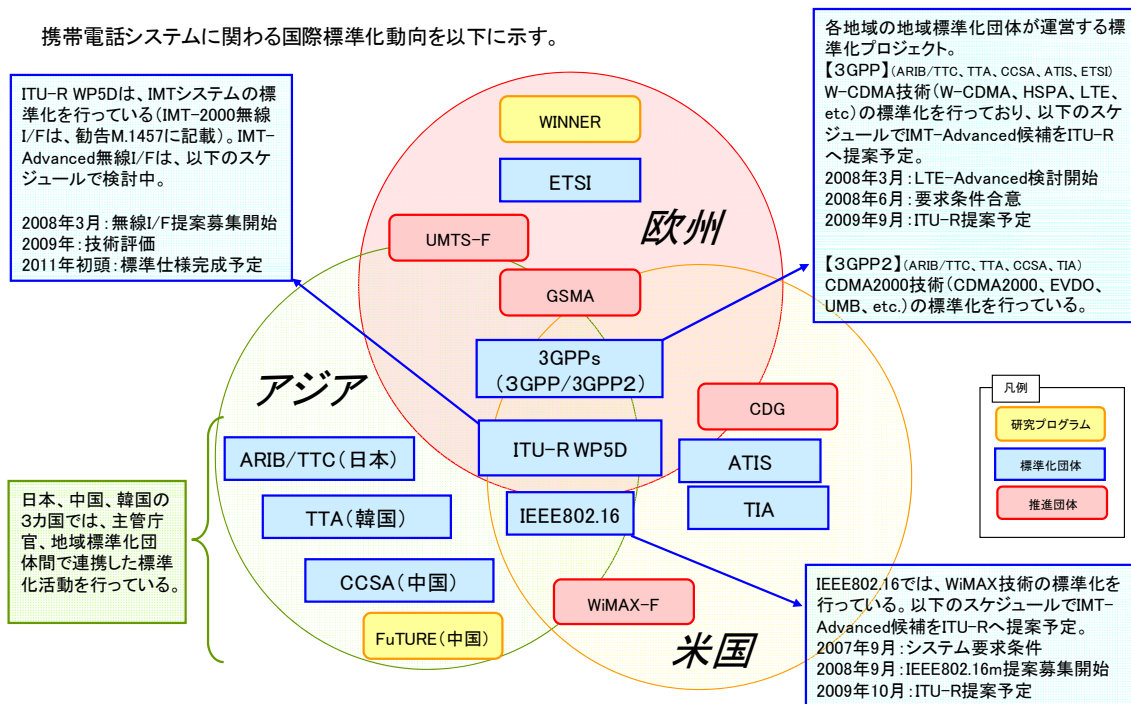 携帯電話システムに関わる国際標準化動向を以下に示す。
ITU-R WP5Dは、IMTシステムの標
準化を行っている(IMT-2000無線
I/Fは、勧告M.1457に記載)。IMT-
Advanced無線I/Fは、以下のス
ケジュールで検討中。
2008年3月:無線I/F提案募集開始
2009年:技術評価
2011年初頭:標準仕様完成予定
各地域の地域標準化団体が運営する標
準化プロジェクト。
【3GPP】(ARIB/TTC、TTA、CCSA、ATIS、ETSI)
W-CDMA技術(W-CDMA、HSPA、LTE、
etc)の標準化を行っており、以下のスケ
ジュールでIMT-Advanced候補をITU-R
へ提案予定。
2008年3月:LTE-Advanced検討開始
2008年6月:要求条件合意
2009年9月:ITU-R提案予定
【3GPP2】(ARIB/TTC、TTA、CCSA、TIA)
CDMA2000技術(CDMA2000、EVDO、
UMB、etc.)の標準化を行っている。
WINNER
ETSI
欧州
UMTS-F
GSMA
3GPPs
(3GPP/3GPP2)
アジア
CDG
ITU-R WP5D
ARIB/TTC(日本)
ATIS
TIA
IEEE802.16
TTA(韓国)
CCSA(中国)
WiMAX-F
FuTURE(中国)
米国
凡例
研究プログラム
標準化団体
推進団体
日本、中国、韓国の
3カ国では、主管庁
官、地域標準化団
体間で連携した標準
化活動を行っている。
IEEE802.16では、WiMAX技術の標準化を
行っている。以下のスケジュールでIMT-
Advanced候補をITU-Rへ提案予定。
2007年9月:システム要求条件
2008年9月:IEEE802.16m提案募集開始
2009年10月:ITU-R提案予定